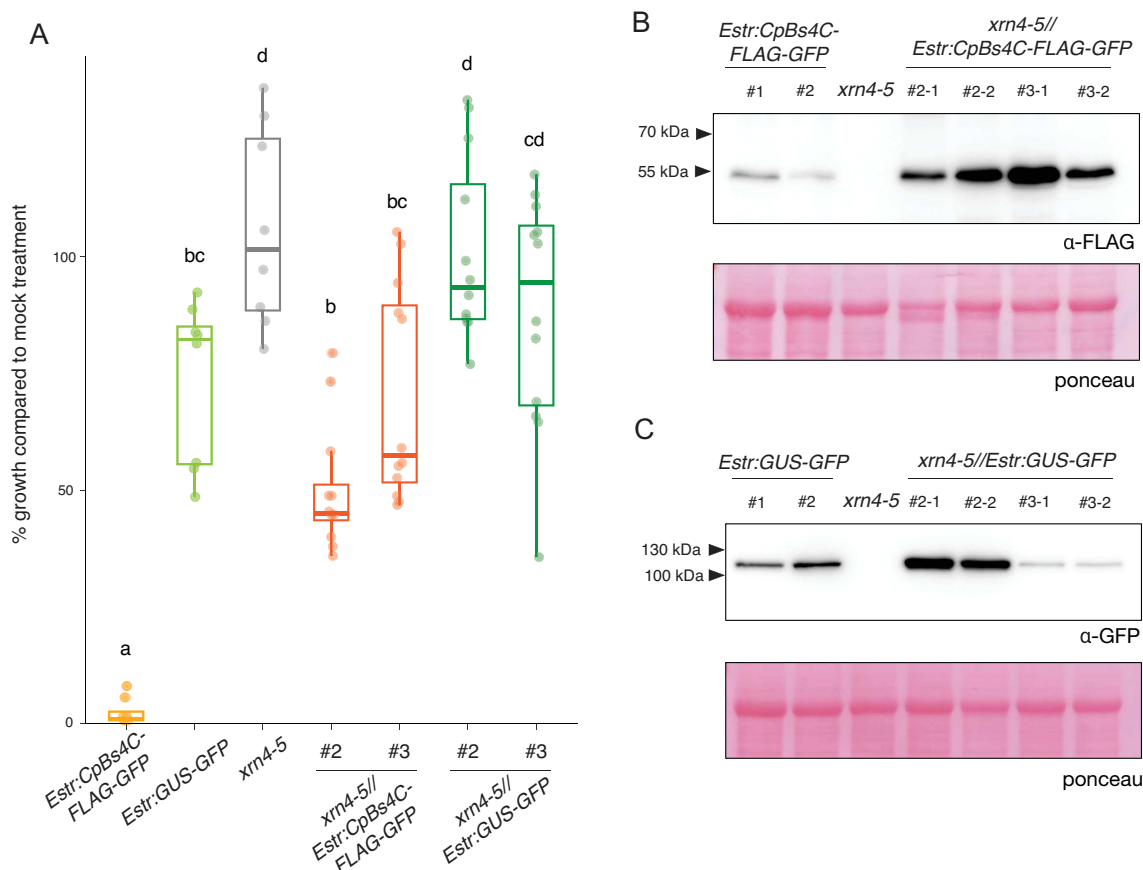 A
% growth compared to mock treatment
100
50
0
a
bc
d
b
bc
d
cd
Estr:CpBs4C-
FLAG-GFP
Estr:GUS-GFP
xrn4-5
#2
#3
xrn4-5//
Estr:CpBs4C-
FLAG-GFP
#2
#3
xrn4-5//
Estr:GUS-GFP
B
Estr:CpBs4C-
FLAG-GFP
xrn4-5//
Estr:CpBs4C-FLAG-GFP
#1 #2 xrn4-5 #2-1 #2-2 #3-1 #3-2
70 kDa
55 kDa
α-FLAG
ponceau
C
Estr:GUS-GFP xrn4-5//Estr:GUS-GFP
#1 #2 xrn4-5 #2-1 #2-2 #3-1 #3-2
130 kDa
100 kDa
α-GFP
ponceau